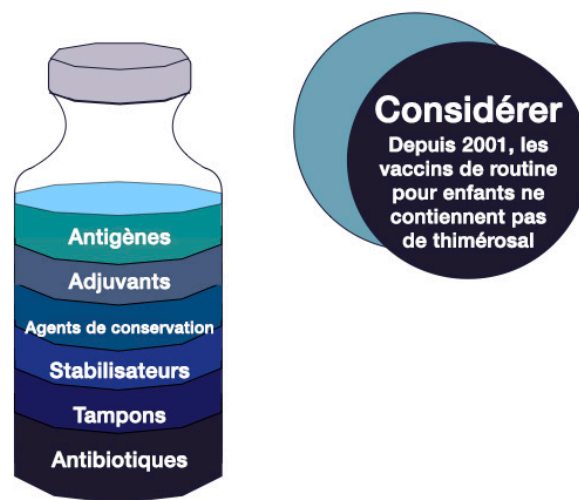 Considérer
Depuis 2001, les
vaccins de routine
pour enfants ne
contiennent pas
de thimérosal
Antigènes
Adjuvants
Agents de conservation
Stabilisateurs
Tampons
Antibiotiques